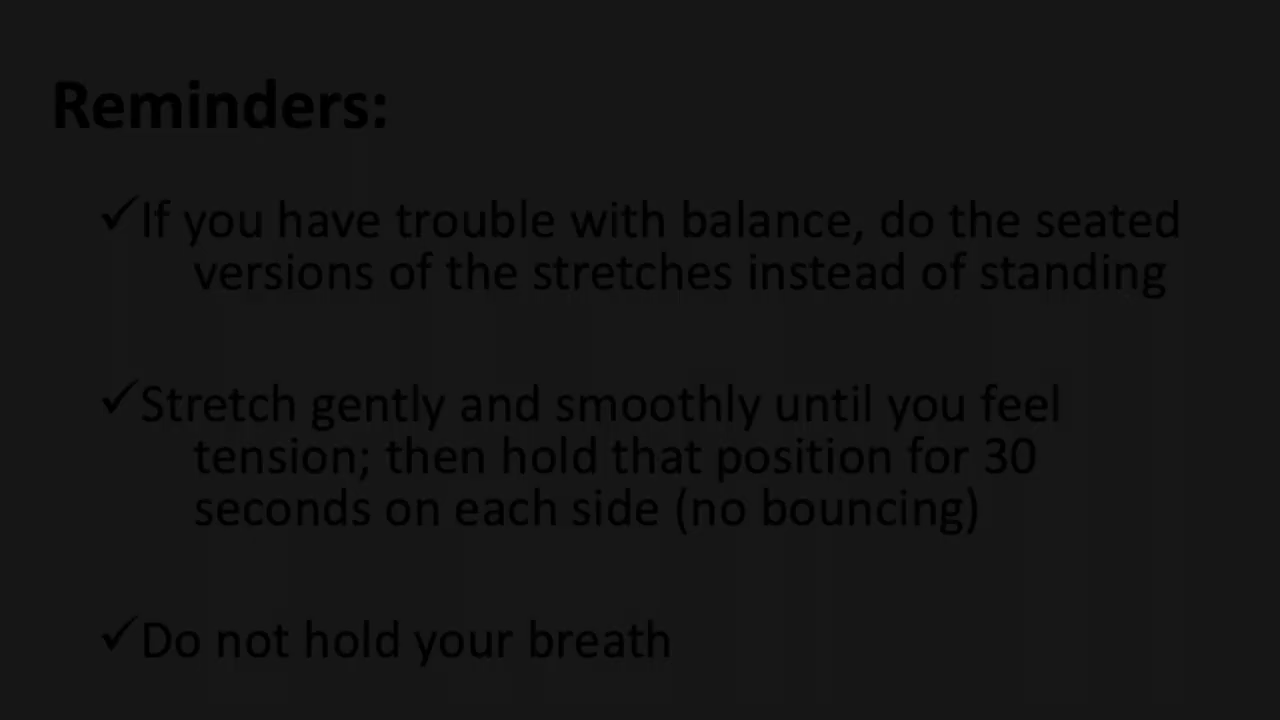 Reminders:
✓If you have trouble with balance, do the seated
versions of the stretches instead of standing
✓Stretch gently and smoothly until you feel
tension; then hold that position for 30
seconds on each side (no bouncing)
✓Do not hold your breath